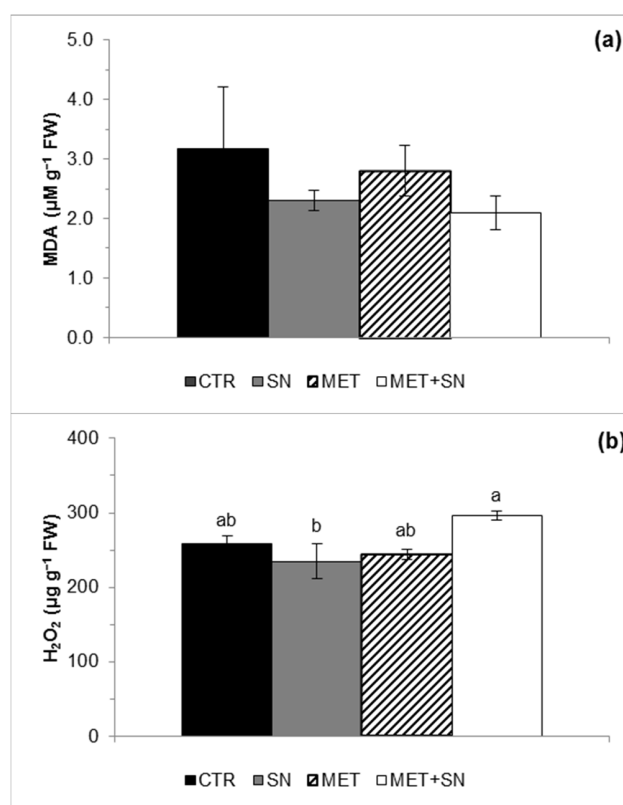 (a)
5.0
4.0
3.0
2.0
1.0
0.0
MDA (μM g⁻¹ FW)
CTR SN MET MET+SN
(b)
400
300
200
100
0
H₂O₂ (μg g⁻¹ FW)
ab b ab a
CTR SN MET MET+SN